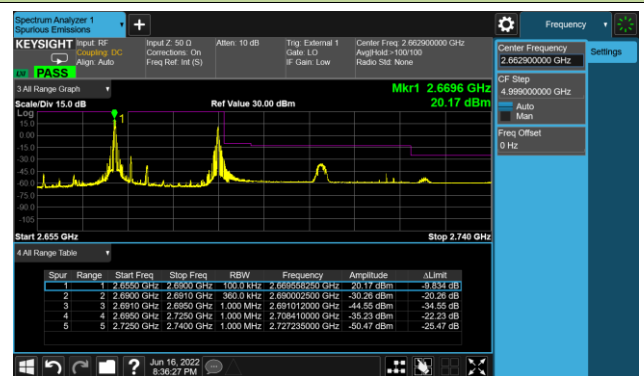 Spectrum Analyzer 1
Spurious Emissions
Frequency
KEYSIGHT
Input: RF
Coupling: DC
Align: Auto
Input Z: 50 Ω
Corrections: On
Freq Ref: Int (S)
Atten: 10 dB
Trig: External 1
Gate: LO
IF Gain: Low
Center Freq: 2.662900000 GHz
Avg|Hold:>100/100
Radio Std: None
LM PASS
Center Frequency
2.662900000 GHz
Settings
CF Step
4.999000000 GHz
Auto
Man
Freq Offset
0 Hz
3 All Range Graph
Mkr1 2.6696 GHz
Scale/Div 15.0 dB
Ref Value 30.00 dBm
20.17 dBm
Log
1
15.0
0.00
-15.0
-30.0
-45.0
-60.0
-75.0
-90.0
-105
Start 2.655 GHz
Stop 2.740 GHz
4 All Range Table
Spur Range Start Freq Stop Freq RBW Frequency Amplitude ΔLimit
1 1 2.6550 GHz 2.6900 GHz 100.0 kHz 2.669558250 GHz 20.17 dBm -9.834 dB
2 2 2.6900 GHz 2.6910 GHz 360.0 kHz 2.690002500 GHz -30.26 dBm -20.26 dB
3 3 2.6910 GHz 2.6950 GHz 1.000 MHz 2.691012000 GHz -44.55 dBm -34.55 dB
4 4 2.6950 GHz 2.7250 GHz 1.000 MHz 2.708410000 GHz -35.23 dBm -22.23 dB
5 5 2.7250 GHz 2.7400 GHz 1.000 MHz 2.727235000 GHz -50.47 dBm -25.47 dB
?
Jun 16, 2022
8:36:27 PM